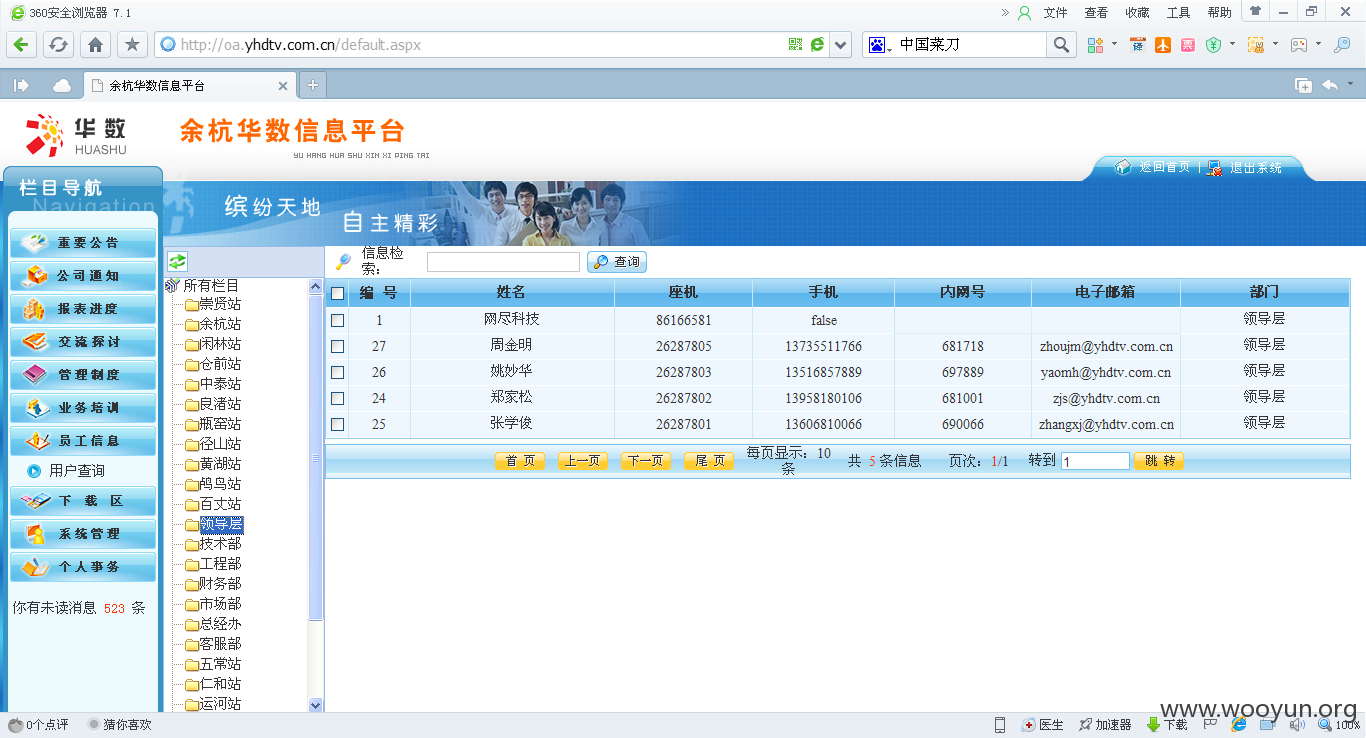 360安全浏览器 7.1
文件 查看 收藏 工具 帮助
http://oa.yhdtv.com.cn/default.aspx
中国菜刀
余杭华数信息平台
华数
HUASHU
余杭华数信息平台
YU HANG HUA SHU XIN XI PING TAI
返回首页 | 退出系统
栏目导航
Navigation
缤纷天地
自主精彩
重要公告
公司通知
报表进度
交流探讨
管理制度
业务培训
员工信息
用户查询
下 载 区
系统管理
个人事务
你有未读消息 523 条
所有栏目
崇贤站
余杭站
闲林站
仓前站
中泰站
良渚站
瓶窑站
径山站
黄湖站
鸬鸟站
百丈站
领导层
技术部
工程部
财务部
市场部
总经办
客服部
五常站
仁和站
运河站
信息检
索:
查询
编 号 姓名 座机 手机 内网号 电子邮箱 部门
1 网尽科技 86166581 false 领导层
27 周金明 26287805 13735511766 681718 zhoujm@yhdtv.com.cn 领导层
26 姚妙华 26287803 13516857889 697889 yaomh@yhdtv.com.cn 领导层
24 郑家松 26287802 13958180106 681001 zjs@yhdtv.com.cn 领导层
25 张学俊 26287801 13606810066 690066 zhangxj@yhdtv.com.cn 领导层
首 页 上一页 下一页 尾 页 每页显示: 10
条 共 5 条信息 页次: 1/1 转到 1 跳 转
www.wooyun.org
0个点评 猜你喜欢 医生 加速器 下载 100%